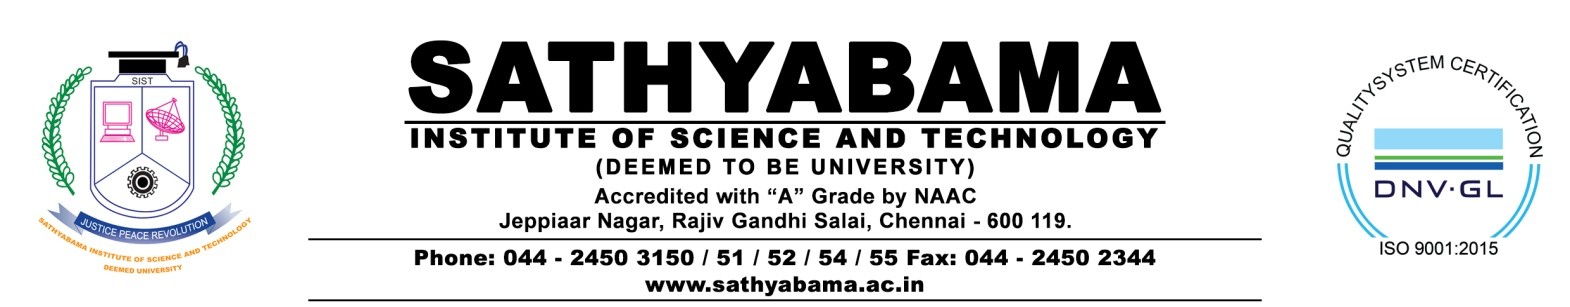 SIST
JUSTICE PEACE REVOLUTION
SATHYABAMA INSTITUTE OF SCIENCE AND TECHNOLOGY
DEEMED UNIVERSITY
SATHYABAMA
INSTITUTE OF SCIENCE AND TECHNOLOGY
(DEEMED TO BE UNIVERSITY)
Accredited with “A” Grade by NAAC
Jeppiaar Nagar, Rajiv Gandhi Salai, Chennai - 600 119.
Phone: 044 - 2450 3150 / 51 / 52 / 54 / 55 Fax: 044 - 2450 2344
www.sathyabama.ac.in
QUALITYSYSTEM CERTIFICATION
DNV·GL
ISO 9001:2015